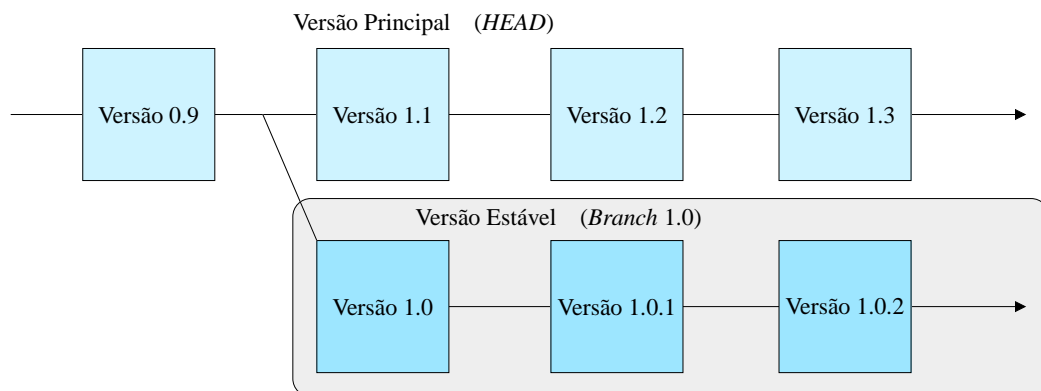 Versão Principal (HEAD)
Versão 0.9
Versão 1.1
Versão 1.2
Versão 1.3
Versão Estável (Branch 1.0)
Versão 1.0
Versão 1.0.1
Versão 1.0.2